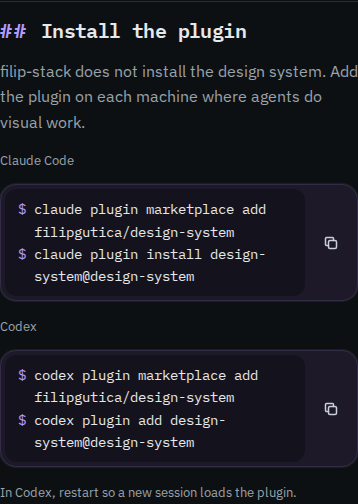 ## Install the plugin
filip-stack does not install the design system. Add
the plugin on each machine where agents do
visual work.
Claude Code
$ claude plugin marketplace add
filipgutica/design-system
$ claude plugin install design-
system@design-system
Codex
$ codex plugin marketplace add
filipgutica/design-system
$ codex plugin add design-
system@design-system
In Codex, restart so a new session loads the plugin.